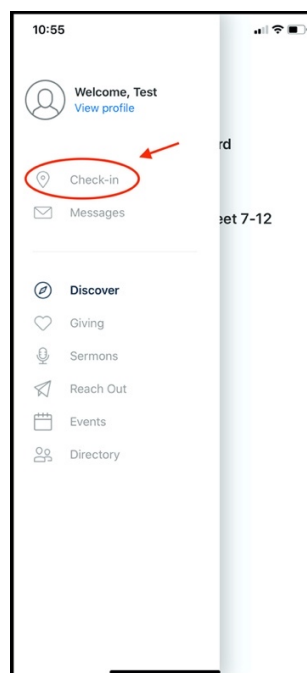 10:55
Welcome, Test
View profile
rd
Check-in
Messages
eet 7-12
Discover
Giving
Sermons
Reach Out
Events
Directory